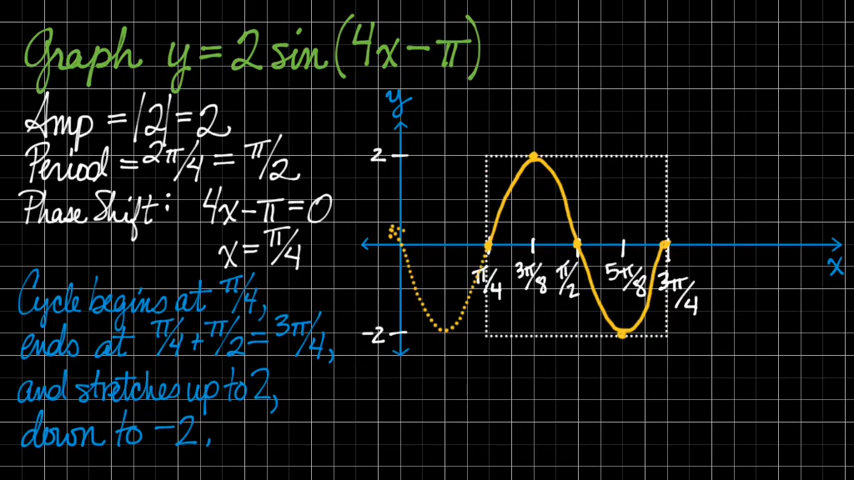 Graph y = 2 sin(4x − π)
Amp = |2| = 2
Period = 2π/4 = π/2
Phase Shift: 4x − π = 0
x = π/4
Cycle begins at π/4,
ends at π/4 + π/2 = 3π/4,
and stretches up to 2,
down to −2.
y
2
π/4 3π/8 π/2 5π/8 3π/4
x
-2